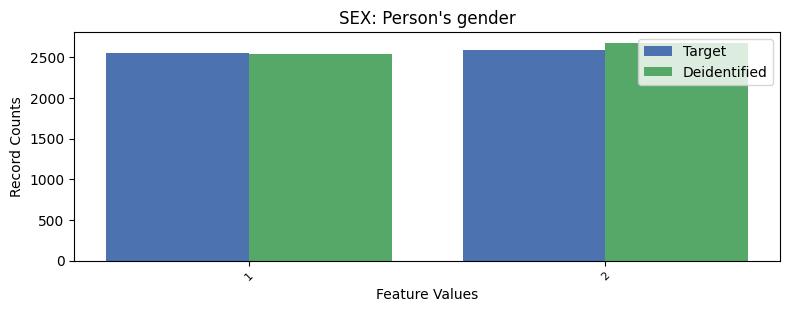 SEX: Person's gender
Target
Deidentified
Record Counts
2500
2000
1500
1000
500
0
1
2
Feature Values